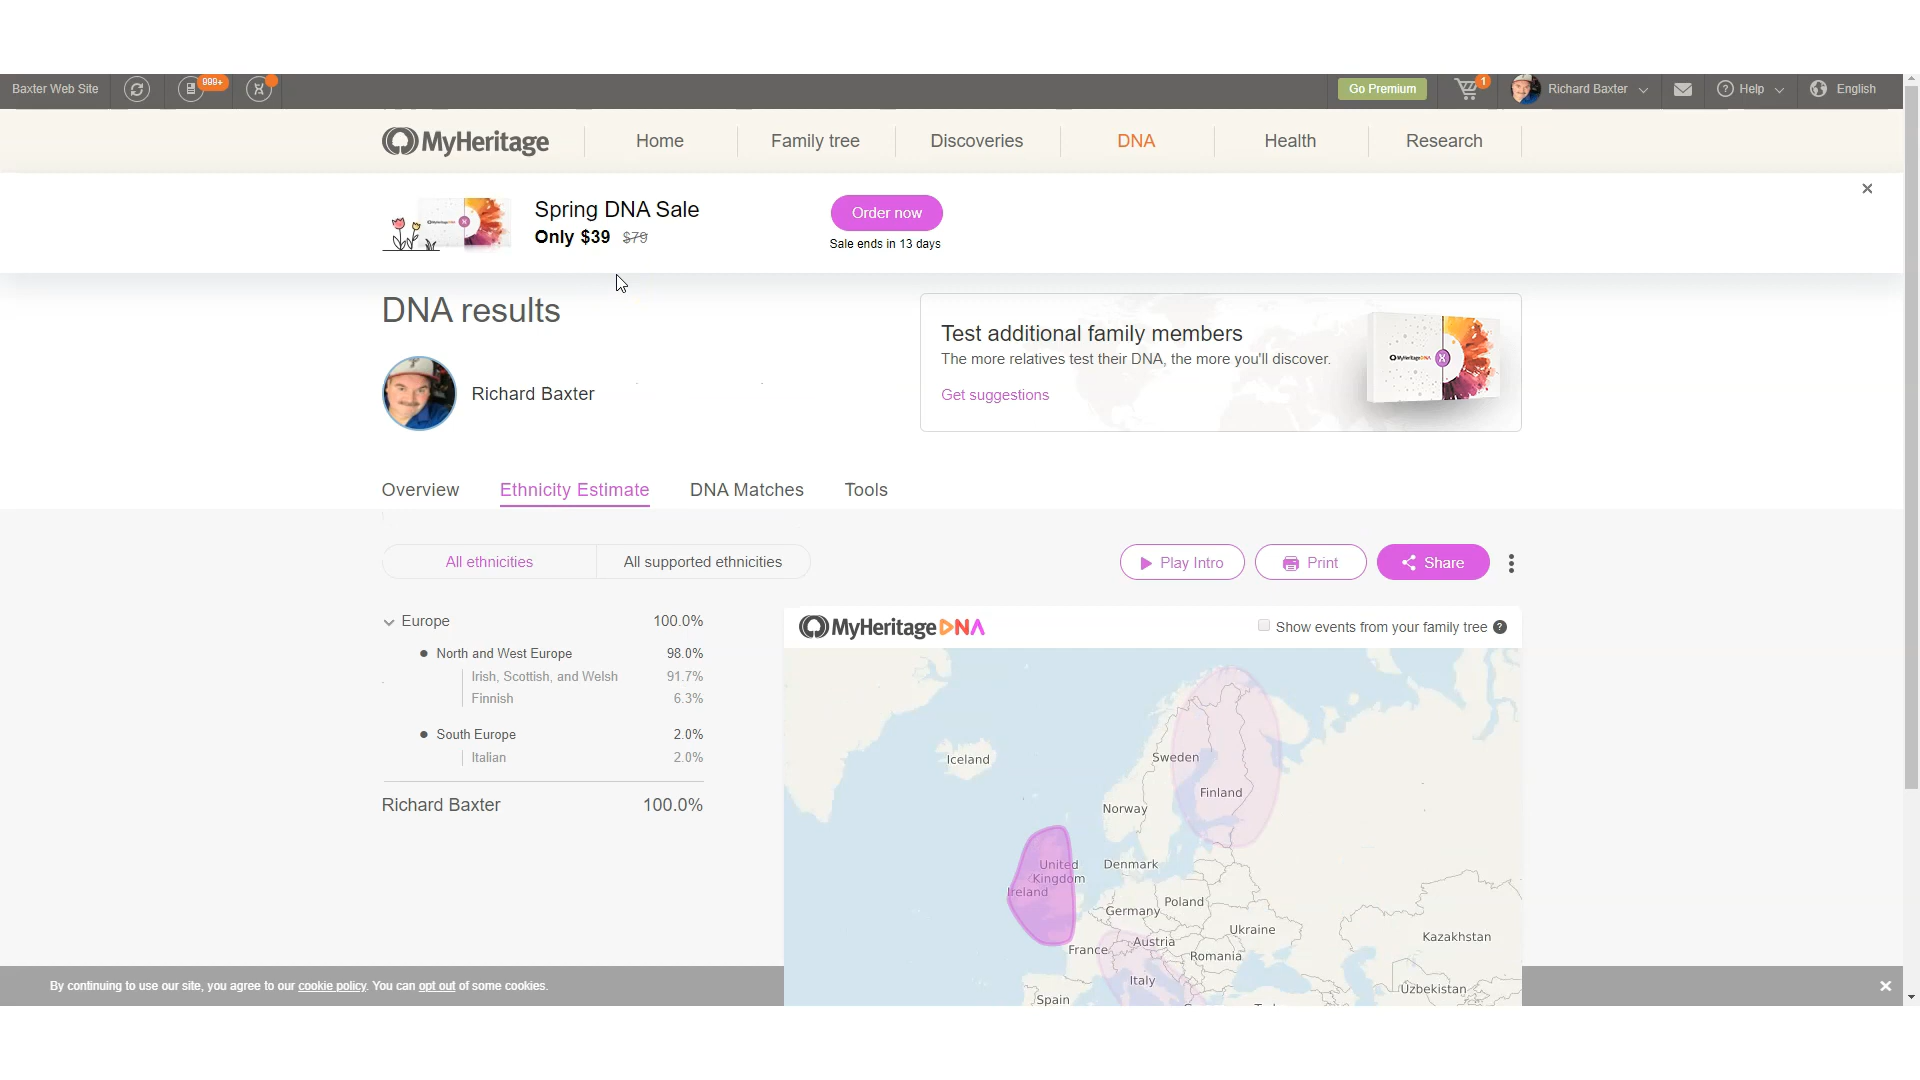 Baxter Web Site
999+
Go Premium
1
Richard Baxter
Help
English
MyHeritage
Home
Family tree
Discoveries
DNA
Health
Research
Spring DNA Sale
Only $39 $79
Order now
Sale ends in 13 days
DNA results
Richard Baxter
Test additional family members
The more relatives test their DNA, the more you'll discover.
Get suggestions
MyHeritage DNA
Overview
Ethnicity Estimate
DNA Matches
Tools
All ethnicities
All supported ethnicities
Play Intro
Print
Share
Europe 100.0%
North and West Europe 98.0%
Irish, Scottish, and Welsh 91.7%
Finnish 6.3%
South Europe 2.0%
Italian 2.0%
Richard Baxter 100.0%
MyHeritage DNA
Show events from your family tree ?
Iceland
Sweden
Finland
Norway
United
Kingdom
Ireland
Denmark
Poland
Germany
Ukraine
Kazakhstan
Austria
France
Romania
Italy
Uzbekistan
Spain
By continuing to use our site, you agree to our cookie policy. You can opt out of some cookies.